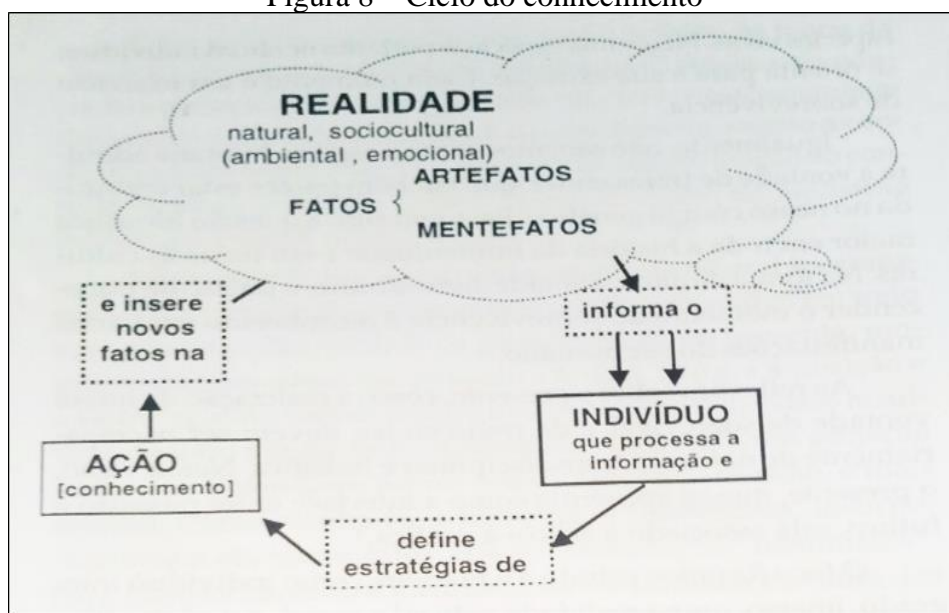 Figura 8 – Ciclo do conhecimento
REALIDADE
natural, sociocultural
(ambiental , emocional)
ARTEFATOS
FATOS {
MENTEFATOS
informa o
INDIVÍDUO
que processa a
informação e
define
estratégias de
AÇÃO
[conhecimento]
e insere
novos
fatos na